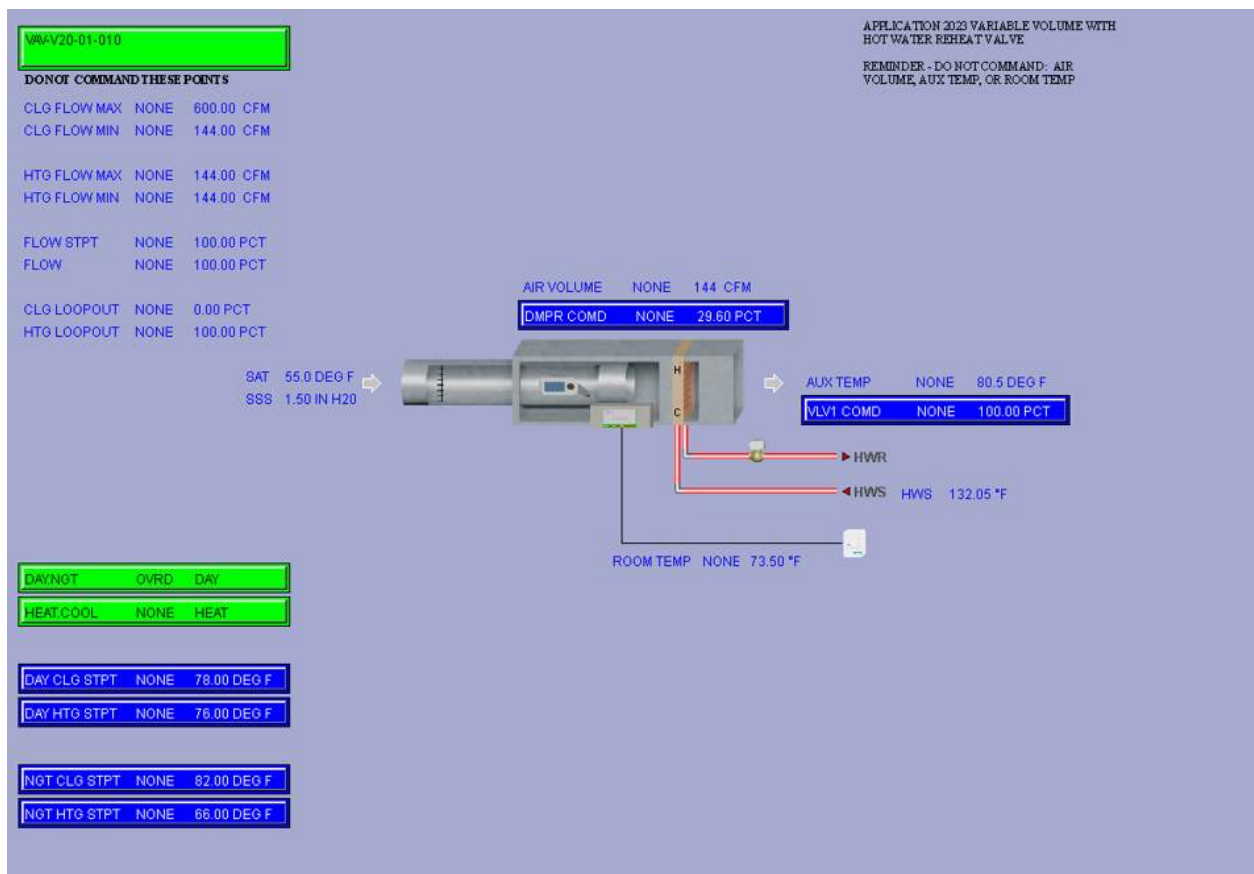 VAV-V20-01-010
DO NOT COMMAND THESE POINTS
CLG FLOW MAX NONE 600.00 CFM
CLG FLOW MIN NONE 144.00 CFM
HTG FLOW MAX NONE 144.00 CFM
HTG FLOW MIN NONE 144.00 CFM
FLOW STPT NONE 100.00 PCT
FLOW NONE 100.00 PCT
CLG LOOPOUT NONE 0.00 PCT
HTG LOOPOUT NONE 100.00 PCT
APPLICATION 2023 VARIABLE VOLUME WITH
HOT WATER REHEAT VALVE
REMINDER - DO NOT COMMAND: AIR
VOLUME, AUX TEMP, OR ROOM TEMP
AIR VOLUME NONE 144 CFM
DMPR COMD NONE 29.60 PCT
SAT 55.0 DEG F
SSS 1.50 IN H20
H
C
AUX TEMP NONE 80.5 DEG F
VLV1 COMD NONE 100.00 PCT
HWR
HWS HWS 132.05 °F
ROOM TEMP NONE 73.50 °F
DAY.NGT OVRD DAY
HEAT.COOL NONE HEAT
DAY CLG STPT NONE 78.00 DEG F
DAY HTG STPT NONE 76.00 DEG F
NGT CLG STPT NONE 82.00 DEG F
NGT HTG STPT NONE 66.00 DEG F